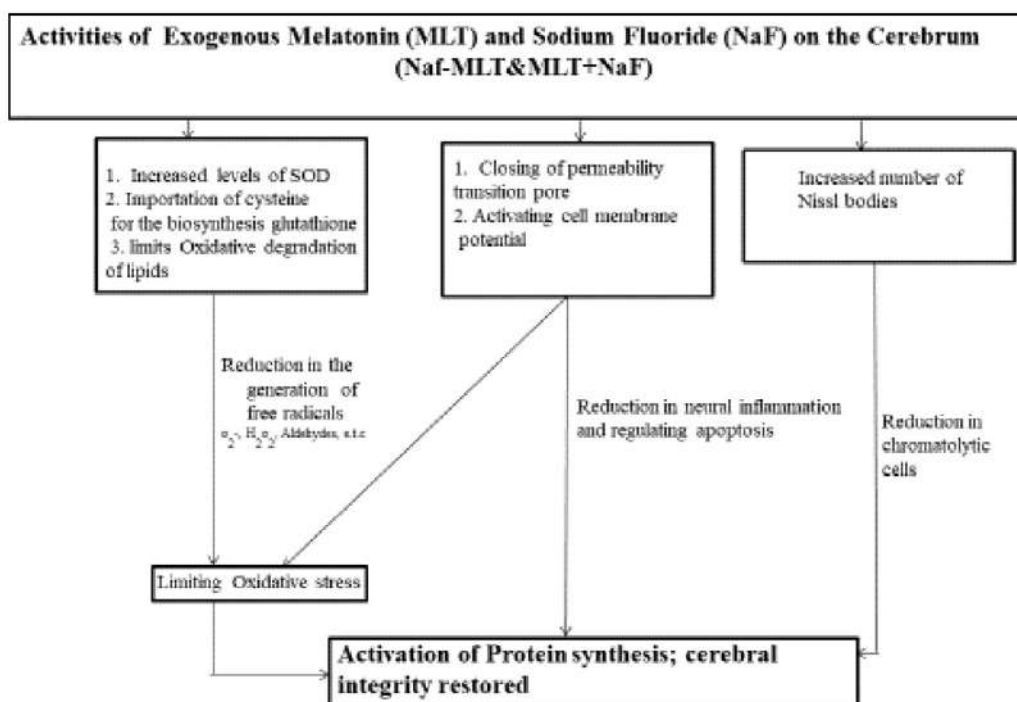 Activities of Exogenous Melatonin (MLT) and Sodium Fluoride (NaF) on the Cerebrum
(Naf-MLT&MLT+NaF)
1. Increased levels of SOD
2. Importation of cysteine
for the biosynthesis glutathione
3. limits Oxidative degradation
of lipids
1. Closing of permeability
transition pore
2. Activating cell membrane
potential
Increased number of
Nissl bodies
Reduction in the
generation of
free radicals
o2-, H2o2, Aldehydes, e.t.c
Reduction in neural inflammation
and regulating apoptosis
Reduction in
chromatolytic
cells
Limiting Oxidative stress
Activation of Protein synthesis; cerebral
integrity restored